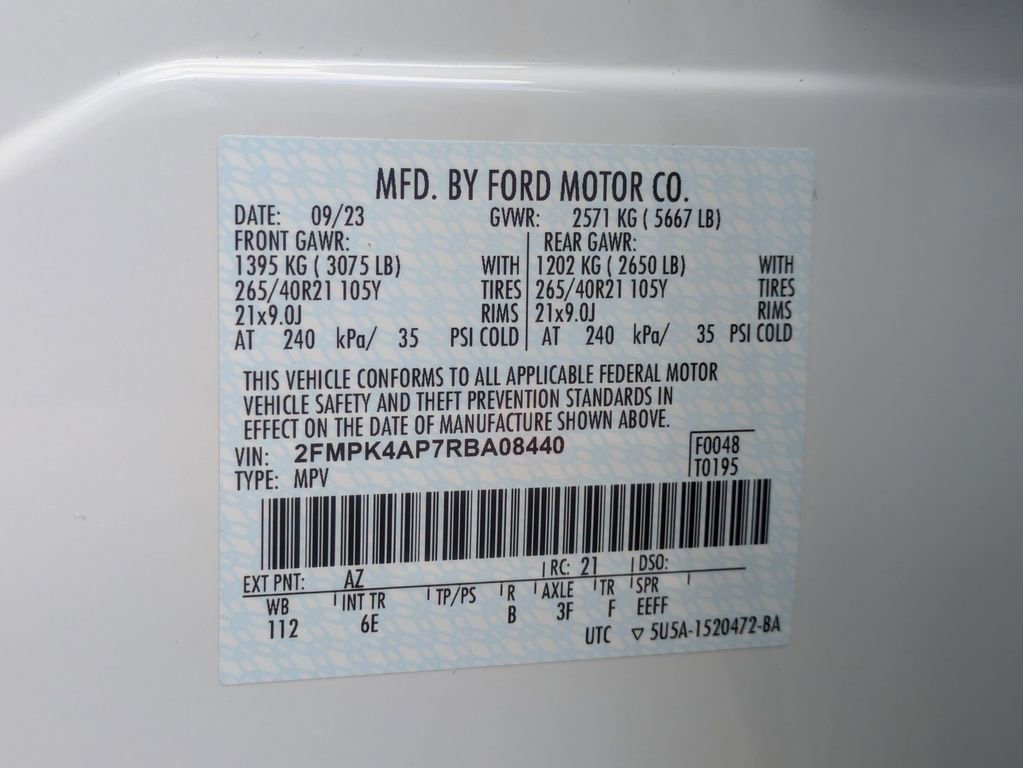 MFD. BY FORD MOTOR CO.
DATE: 09/23 GVWR: 2571 KG ( 5667 LB)
FRONT GAWR: REAR GAWR:
1395 KG ( 3075 LB) WITH 1202 KG ( 2650 LB) WITH
265/40R21 105Y TIRES 265/40R21 105Y TIRES
21x9.0J RIMS 21x9.0J RIMS
AT 240 kPa/ 35 PSI COLD AT 240 kPa/ 35 PSI COLD
THIS VEHICLE CONFORMS TO ALL APPLICABLE FEDERAL MOTOR
VEHICLE SAFETY AND THEFT PREVENTION STANDARDS IN
EFFECT ON THE DATE OF MANUFACTURE SHOWN ABOVE.
VIN: 2FMPK4AP7RBA08440 F0048
TYPE: MPV T0195
EXT PNT: AZ RC: 21 DSO:
WB INT TR TP/PS R AXLE TR SPR
112 6E B 3F F EEFF
UTC ▽ 5U5A-1520472-BA